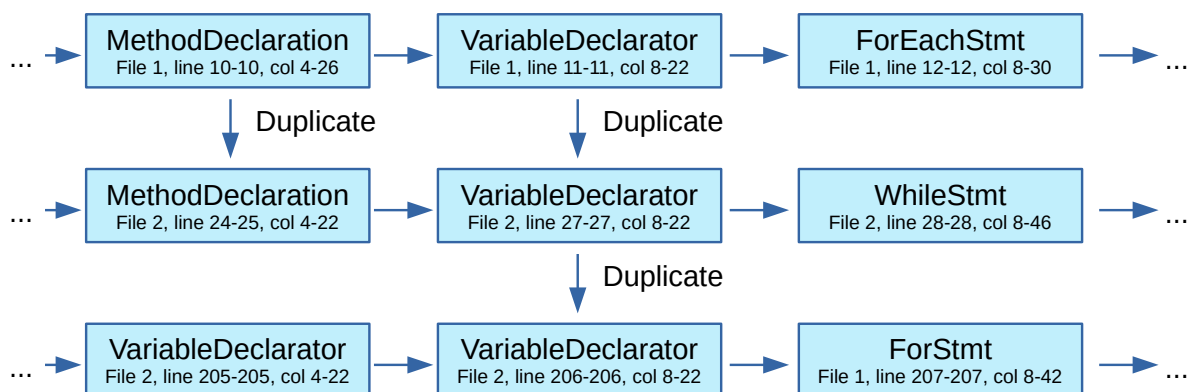 ... MethodDeclaration VariableDeclarator ForEachStmt ...
File 1, line 10-10, col 4-26 File 1, line 11-11, col 8-22 File 1, line 12-12, col 8-30
Duplicate Duplicate
... MethodDeclaration VariableDeclarator WhileStmt ...
File 2, line 24-25, col 4-22 File 2, line 27-27, col 8-22 File 2, line 28-28, col 8-46
Duplicate
... VariableDeclarator VariableDeclarator ForStmt ...
File 2, line 205-205, col 4-22 File 2, line 206-206, col 8-22 File 1, line 207-207, col 8-42